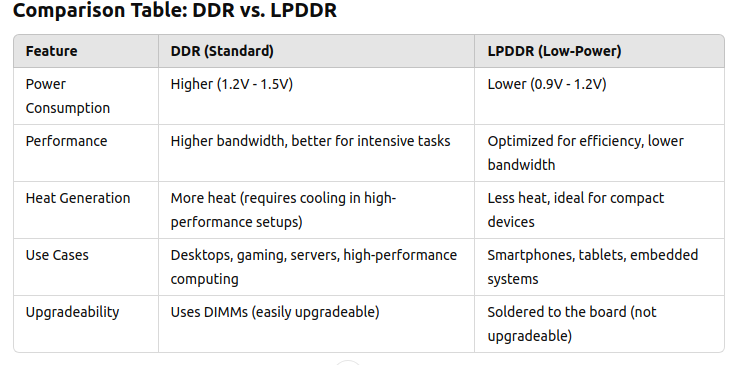 Comparison Table: DDR vs. LPDDR
Feature DDR (Standard) LPDDR (Low-Power)
Power Consumption Higher (1.2V - 1.5V) Lower (0.9V - 1.2V)
Performance Higher bandwidth, better for intensive tasks Optimized for efficiency, lower bandwidth
Heat Generation More heat (requires cooling in high-performance setups) Less heat, ideal for compact devices
Use Cases Desktops, gaming, servers, high-performance computing Smartphones, tablets, embedded systems
Upgradeability Uses DIMMs (easily upgradeable) Soldered to the board (not upgradeable)